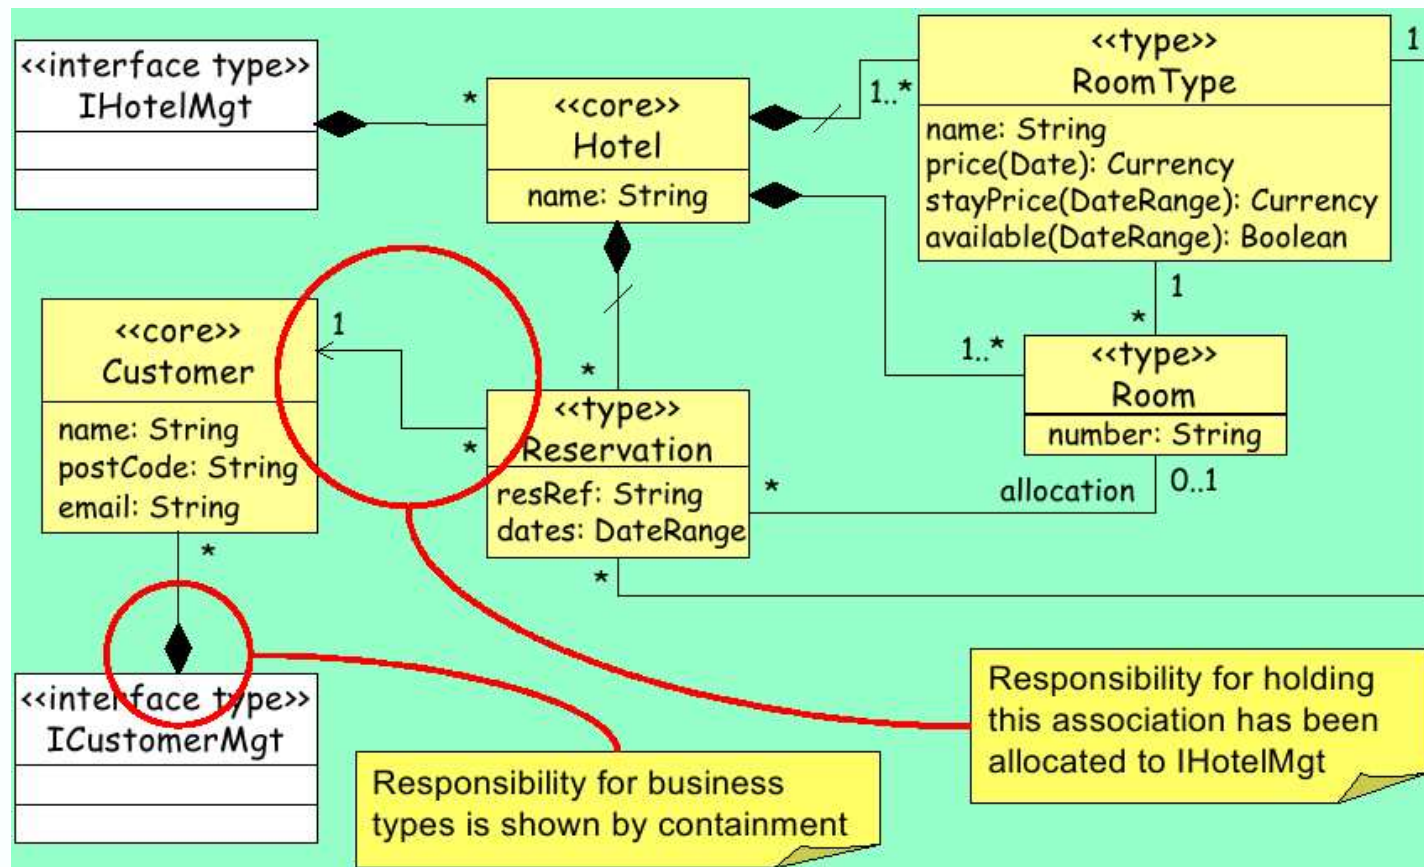 <<interface type>>
IHotelMgt
*
<<core>>
Hotel
name: String
1..*
<<type>>
RoomType
name: String
price(Date): Currency
stayPrice(DateRange): Currency
available(DateRange): Boolean
1
1
*
1..*
<<type>>
Room
number: String
0..1
allocation
*
<<core>>
Customer
name: String
postCode: String
email: String
1
*
*
<<type>>
Reservation
resRef: String
dates: DateRange
*
*
<<interface type>>
ICustomerMgt
Responsibility for business
types is shown by containment
Responsibility for holding
this association has been
allocated to IHotelMgt